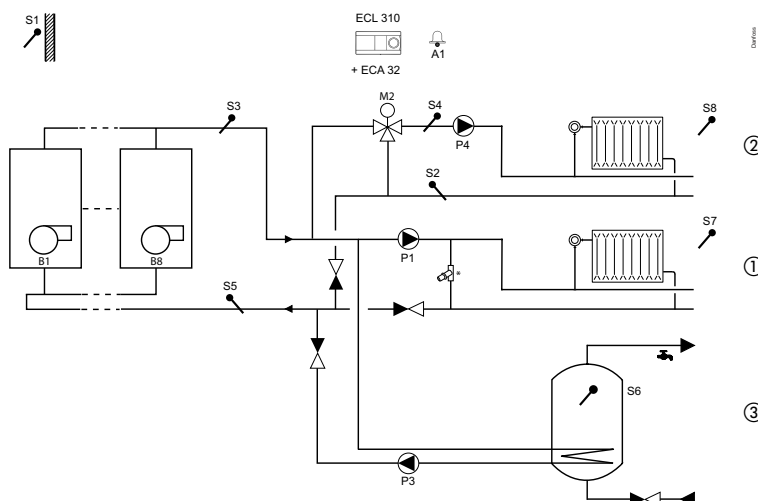 S1
ECL 310
A1
+ ECA 32
Danfoss
S3
M2
S4
P4
S8
2
S2
B1
B8
P1
S7
*
1
S5
S6
3
P3